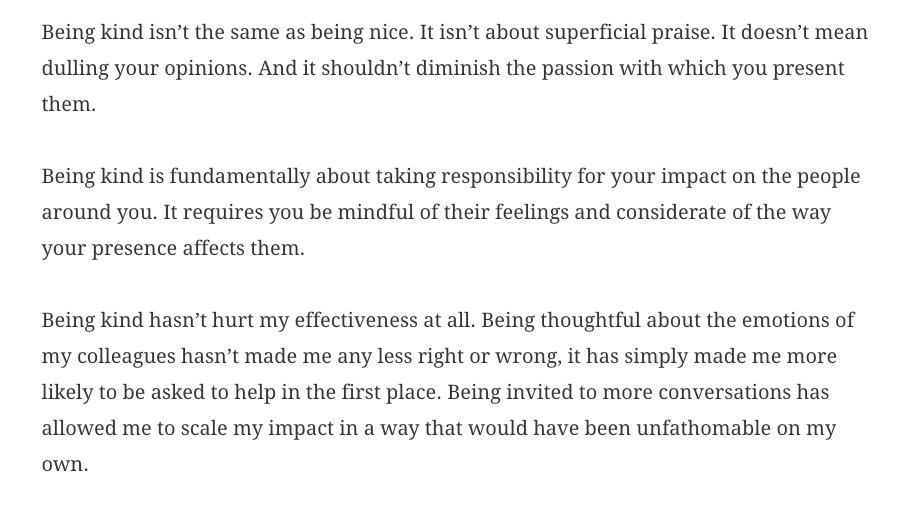 Being kind isn’t the same as being nice. It isn’t about superficial praise. It doesn’t mean
dulling your opinions. And it shouldn’t diminish the passion with which you present
them.
Being kind is fundamentally about taking responsibility for your impact on the people
around you. It requires you be mindful of their feelings and considerate of the way
your presence affects them.
Being kind hasn’t hurt my effectiveness at all. Being thoughtful about the emotions of
my colleagues hasn’t made me any less right or wrong, it has simply made me more
likely to be asked to help in the first place. Being invited to more conversations has
allowed me to scale my impact in a way that would have been unfathomable on my
own.